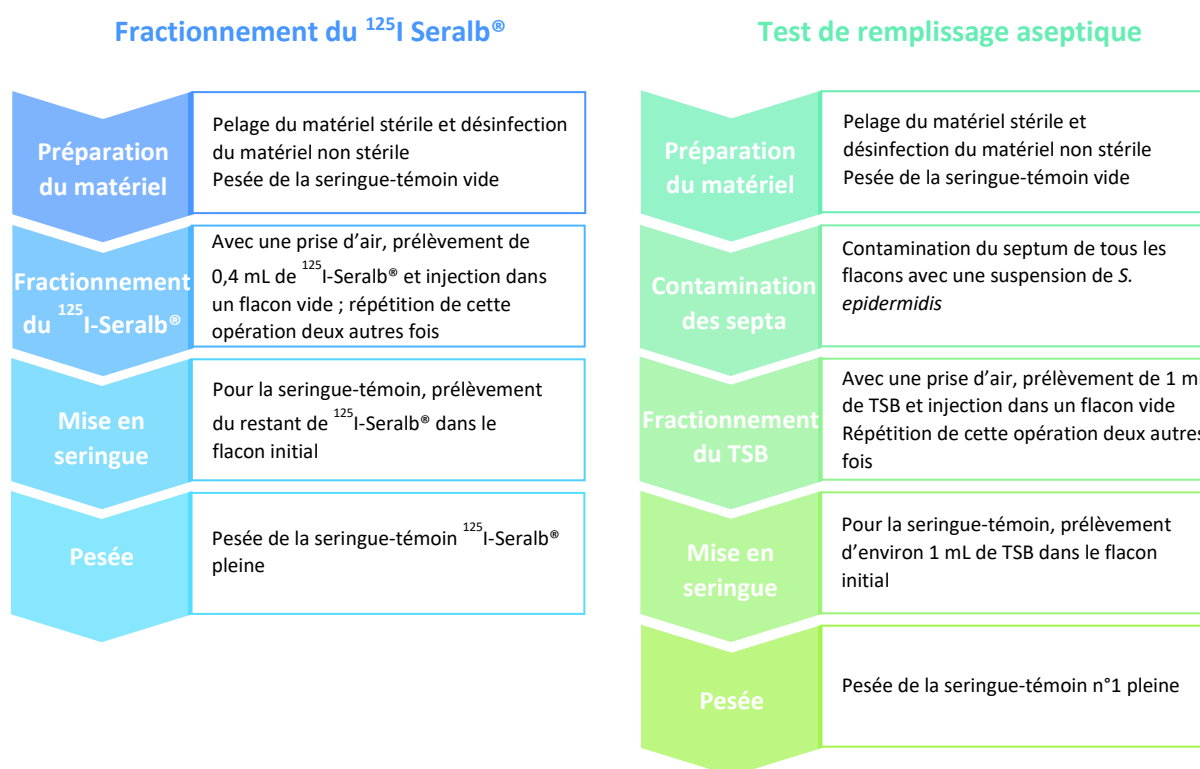 Fractionnement du ¹²⁵I Seralb®
Préparation
du matériel
Pelage du matériel stérile et désinfection
du matériel non stérile
Pesée de la seringue-témoin vide
Fractionnement
du ¹²⁵I-Seralb®
Avec une prise d’air, prélèvement de
0,4 mL de ¹²⁵I-Seralb® et injection dans
un flacon vide ; répétition de cette
opération deux autres fois
Mise en
seringue
Pour la seringue-témoin, prélèvement
du restant de ¹²⁵I-Seralb® dans le
flacon initial
Pesée
Pesée de la seringue-témoin ¹²⁵I-Seralb®
pleine
Test de remplissage aseptique
Préparation
du matériel
Pelage du matériel stérile et
désinfection du matériel non stérile
Pesée de la seringue-témoin vide
Contamination
des septa
Contamination du septum de tous les
flacons avec une suspension de S.
epidermidis
Fractionnement
du TSB
Avec une prise d’air, prélèvement de 1 m
de TSB et injection dans un flacon vide
Répétition de cette opération deux autres
fois
Mise en
seringue
Pour la seringue-témoin, prélèvement
d’environ 1 mL de TSB dans le flacon
initial
Pesée
Pesée de la seringue-témoin n°1 pleine